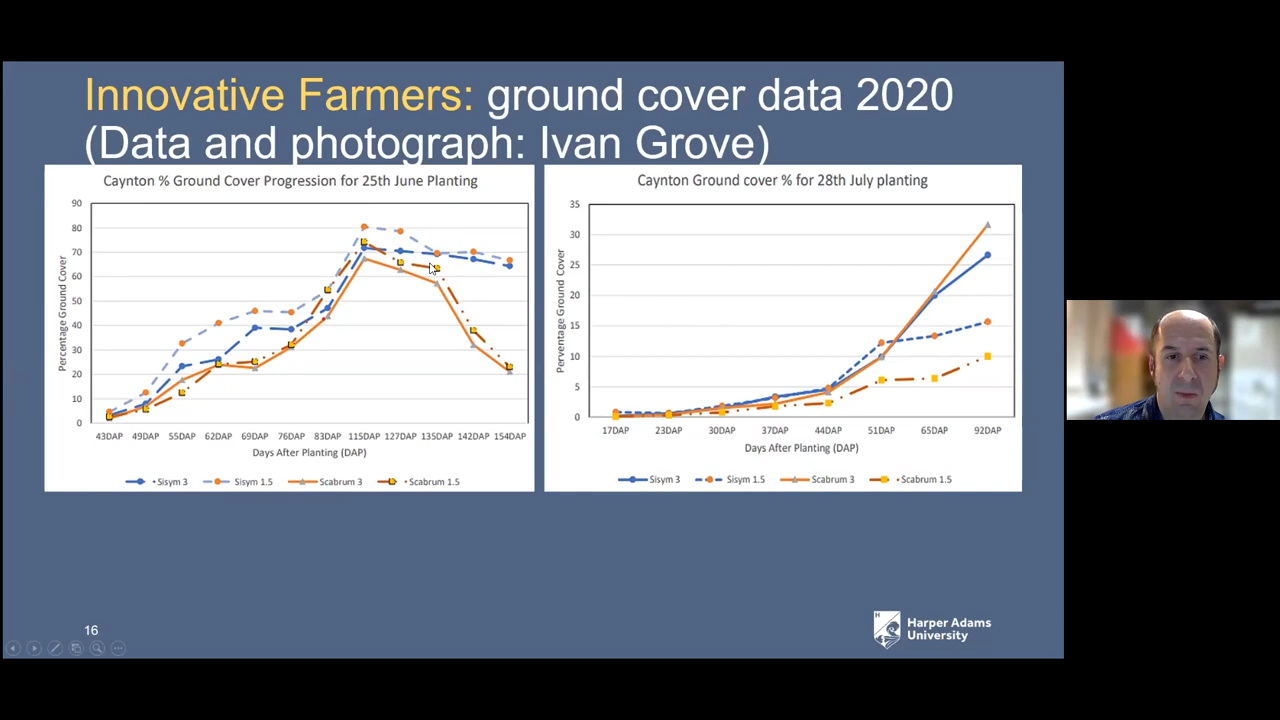 Innovative Farmers: ground cover data 2020
(Data and photograph: Ivan Grove)
Caynton % Ground Cover Progression for 25th June Planting
Percentage Ground Cover
90
80
70
60
50
40
30
20
10
0
43DAP 49DAP 55DAP 62DAP 69DAP 76DAP 83DAP 115DAP 127DAP 135DAP 142DAP 154DAP
Days After Planting (DAP)
Sisym 3 Sisym 1.5 Scabrum 3 Scabrum 1.5
Caynton Ground cover % for 28th July planting
Perventage Ground Cover
35
30
25
20
15
10
5
0
17DAP 23DAP 30DAP 37DAP 44DAP 51DAP 65DAP 92DAP
Days After Planting (DAP)
Sisym 3 Sisym 1.5 Scabrum 3 Scabrum 1.5
16
H
Harper Adams
University